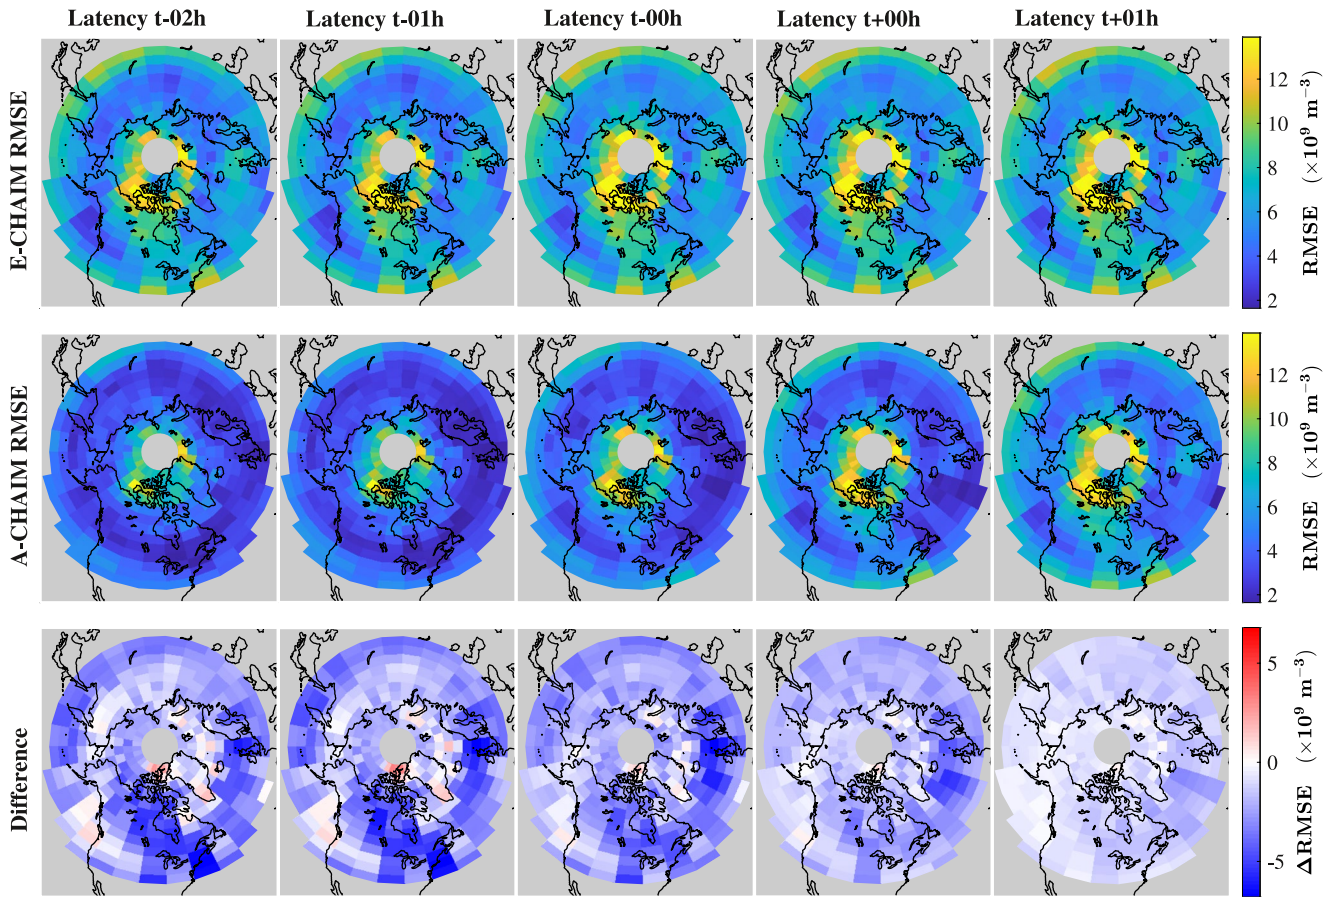 Latency t-02h Latency t-01h Latency t-00h Latency t+00h Latency t+01h
E-CHAIM RMSE
12
10
8
6
4
2
RMSE (×10⁹ m⁻³)
A-CHAIM RMSE
12
10
8
6
4
2
RMSE (×10⁹ m⁻³)
Difference
5
0
-5
ΔRMSE (×10⁹ m⁻³)